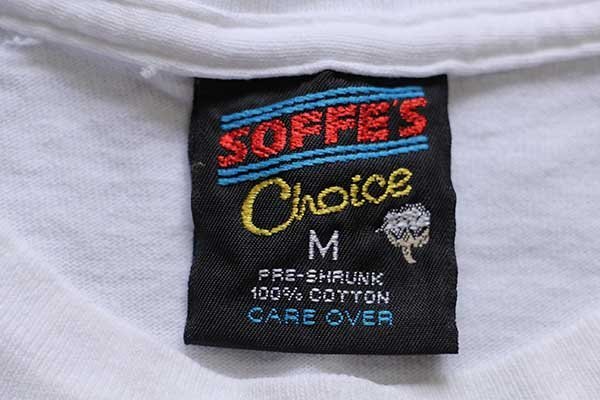 SOFFE'S
Choice
M
PRE-SHRUNK
100% COTTON
CARE OVER